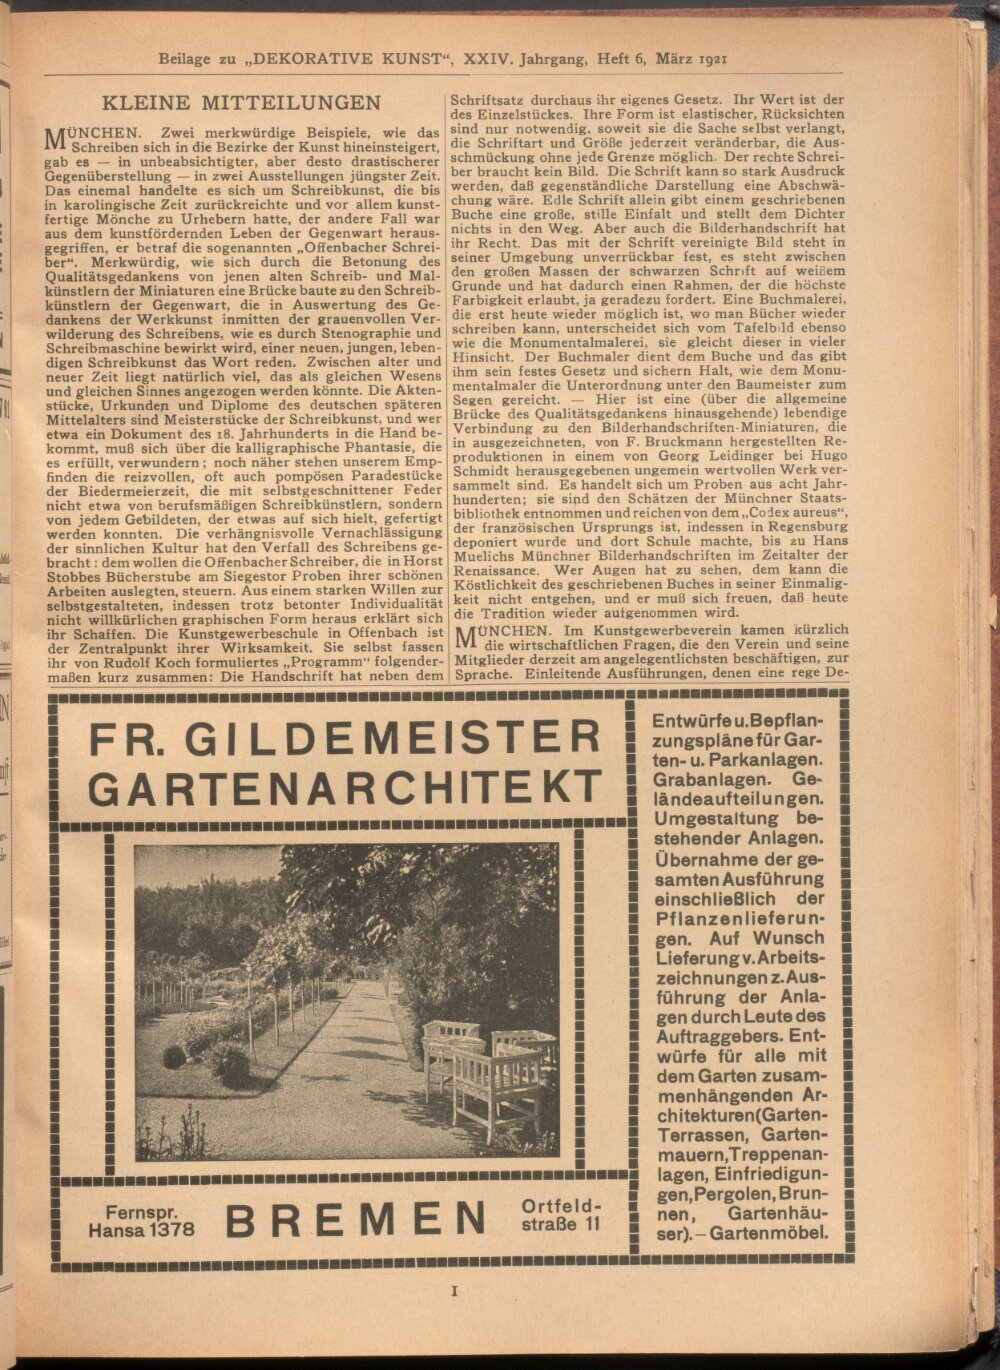 Beilage zu „DEKORATIVE KUNST“, XXIV. Jahrgang, Heft 6, März 1921
KLEINE MITTEILUNGEN
MÜNCHEN. Zwei merkwürdige Beispiele, wie das
Schreiben sich in die Bezirke der Kunst hineinsteigert,
gab es — in unbeabsichtigter, aber desto drastischerer
Gegenüberstellung — in zwei Ausstellungen jüngster Zeit.
Das einemal handelte es sich um Schreibkunst, die bis
in karolingische Zeit zurückreichte und vor allem kunst-
fertige Mönche zu Urhebern hatte, der andere Fall war
aus dem kunstfördernden Leben der Gegenwart heraus-
gegriffen, er betraf die sogenannten „Offenbacher Schrei-
ber“. Merkwürdig, wie sich durch die Betonung des
Qualitätsgedankens von jenen alten Schreib- und Mal-
künstlern der Miniaturen eine Brücke baute zu den Schreib-
künstlern der Gegenwart, die in Auswertung des Ge-
dankens der Werkkunst inmitten der grauenvollen Ver-
wilderung des Schreibens, wie es durch Stenographie und
Schreibmaschine bewirkt wird, einer neuen, jungen, leben-
digen Schreibkunst das Wort reden. Zwischen alter und
neuer Zeit liegt natürlich viel, das als gleichen Wesens
und gleichen Sinnes angezogen werden könnte. Die Akten-
stücke, Urkunden und Diplome des deutschen späteren
Mittelalters sind Meisterstücke der Schreibkunst, und wer
etwa ein Dokument des 18. Jahrhunderts in die Hand be-
kommt, muß sich über die kalligraphische Phantasie, die
es erfüllt, verwundern; noch näher stehen unserem Emp-
finden die reizvollen, oft auch pompösen Paradestücke
der Biedermeierzeit, die mit selbstgeschnittener Feder
nicht etwa von berufsmäßigen Schreibkünstlern, sondern
von jedem Gebildeten, der etwas auf sich hielt, gefertigt
werden konnten. Die verhängnisvolle Vernachlässigung
der sinnlichen Kultur hat den Verfall des Schreibens ge-
bracht: dem wollen die Offenbacher Schreiber, die in Horst
Stobbes Bücherstube am Siegestor Proben ihrer schönen
Arbeiten auslegten, steuern. Aus einem starken Willen zur
selbstgestalteten, indessen trotz betonter Individualität
nicht willkürlichen graphischen Form heraus erklärt sich
ihr Schaffen. Die Kunstgewerbeschule in Offenbach ist
der Zentralpunkt ihrer Wirksamkeit. Sie selbst fassen
ihr von Rudolf Koch formuliertes „Programm“ folgender-
maßen kurz zusammen: Die Handschrift hat neben dem
Schriftsatz durchaus ihr eigenes Gesetz. Ihr Wert ist der
des Einzelstückes. Ihre Form ist elastischer, Rücksichten
sind nur notwendig, soweit sie die Sache selbst verlangt,
die Schriftart und Größe jederzeit veränderbar, die Aus-
schmückung ohne jede Grenze möglich. Der rechte Schrei-
ber braucht kein Bild. Die Schrift kann so stark Ausdruck
werden, daß gegenständliche Darstellung eine Abschwä-
chung wäre. Edle Schrift allein gibt einem geschriebenen
Buche eine große, stille Einfalt und stellt dem Dichter
nichts in den Weg. Aber auch die Bilderhandschrift hat
ihr Recht. Das mit der Schrift vereinigte Bild steht in
seiner Umgebung unverrückbar fest, es steht zwischen
den großen Massen der schwarzen Schrift auf weißem
Grunde und hat dadurch einen Rahmen, der die höchste
Farbigkeit erlaubt, ja geradezu fordert. Eine Buchmalerei,
die erst heute wieder möglich ist, wo man Bücher wieder
schreiben kann, unterscheidet sich vom Tafelbild ebenso
wie die Monumentalmalerei, sie gleicht dieser in vieler
Hinsicht. Der Buchmaler dient dem Buche und das gibt
ihm sein festes Gesetz und sichern Halt, wie dem Monu-
mentalmaler die Unterordnung unter den Baumeister zum
Segen gereicht. — Hier ist eine (über die allgemeine
Brücke des Qualitätsgedankens hinausgehende) lebendige
Verbindung zu den Bilderhandschriften-Miniaturen, die
in ausgezeichneten, von F. Bruckmann hergestellten Re-
produktionen in einem von Georg Leidinger bei Hugo
Schmidt herausgegebenen ungemein wertvollen Werk ver-
sammelt sind. Es handelt sich um Proben aus acht Jahr-
hunderten; sie sind den Schätzen der Münchner Staats-
bibliothek entnommen und reichen von dem „Codex aureus“,
der französischen Ursprungs ist, indessen in Regensburg
deponiert wurde und dort Schule machte, bis zu Hans
Muelichs Münchner Bilderhandschriften im Zeitalter der
Renaissance. Wer Augen hat zu sehen, dem kann die
Köstlichkeit des geschriebenen Buches in seiner Einmalig-
keit nicht entgehen, und er muß sich freuen, daß heute
die Tradition wieder aufgenommen wird.
MÜNCHEN. Im Kunstgewerbeverein kamen kürzlich
die wirtschaftlichen Fragen, die den Verein und seine
Mitglieder derzeit am angelegentlichsten beschäftigen, zur
Sprache. Einleitende Ausführungen, denen eine rege De-
FR. GILDEMEISTER
GARTENARCHITEKT
Fernspr.
Hansa 1378
BREMEN
Ortfeld-
straße 11
Entwürfe u. Bepflan-
zungspläne für Gar-
ten- u. Parkanlagen.
Grabanlagen. Ge-
ländeaufteilungen.
Umgestaltung be-
stehender Anlagen.
Übernahme der ge-
samten Ausführung
einschließlich der
Pflanzenlieferun-
gen. Auf Wunsch
Lieferung v. Arbeits-
zeichnungen z. Aus-
führung der Anla-
gen durch Leute des
Auftraggebers. Ent-
würfe für alle mit
dem Garten zusam-
menhängenden Ar-
chitekturen (Garten-
Terrassen, Garten-
mauern, Treppenan-
lagen, Einfriedigun-
gen, Pergolen, Brun-
nen, Gartenhäu-
ser). – Gartenmöbel.
I